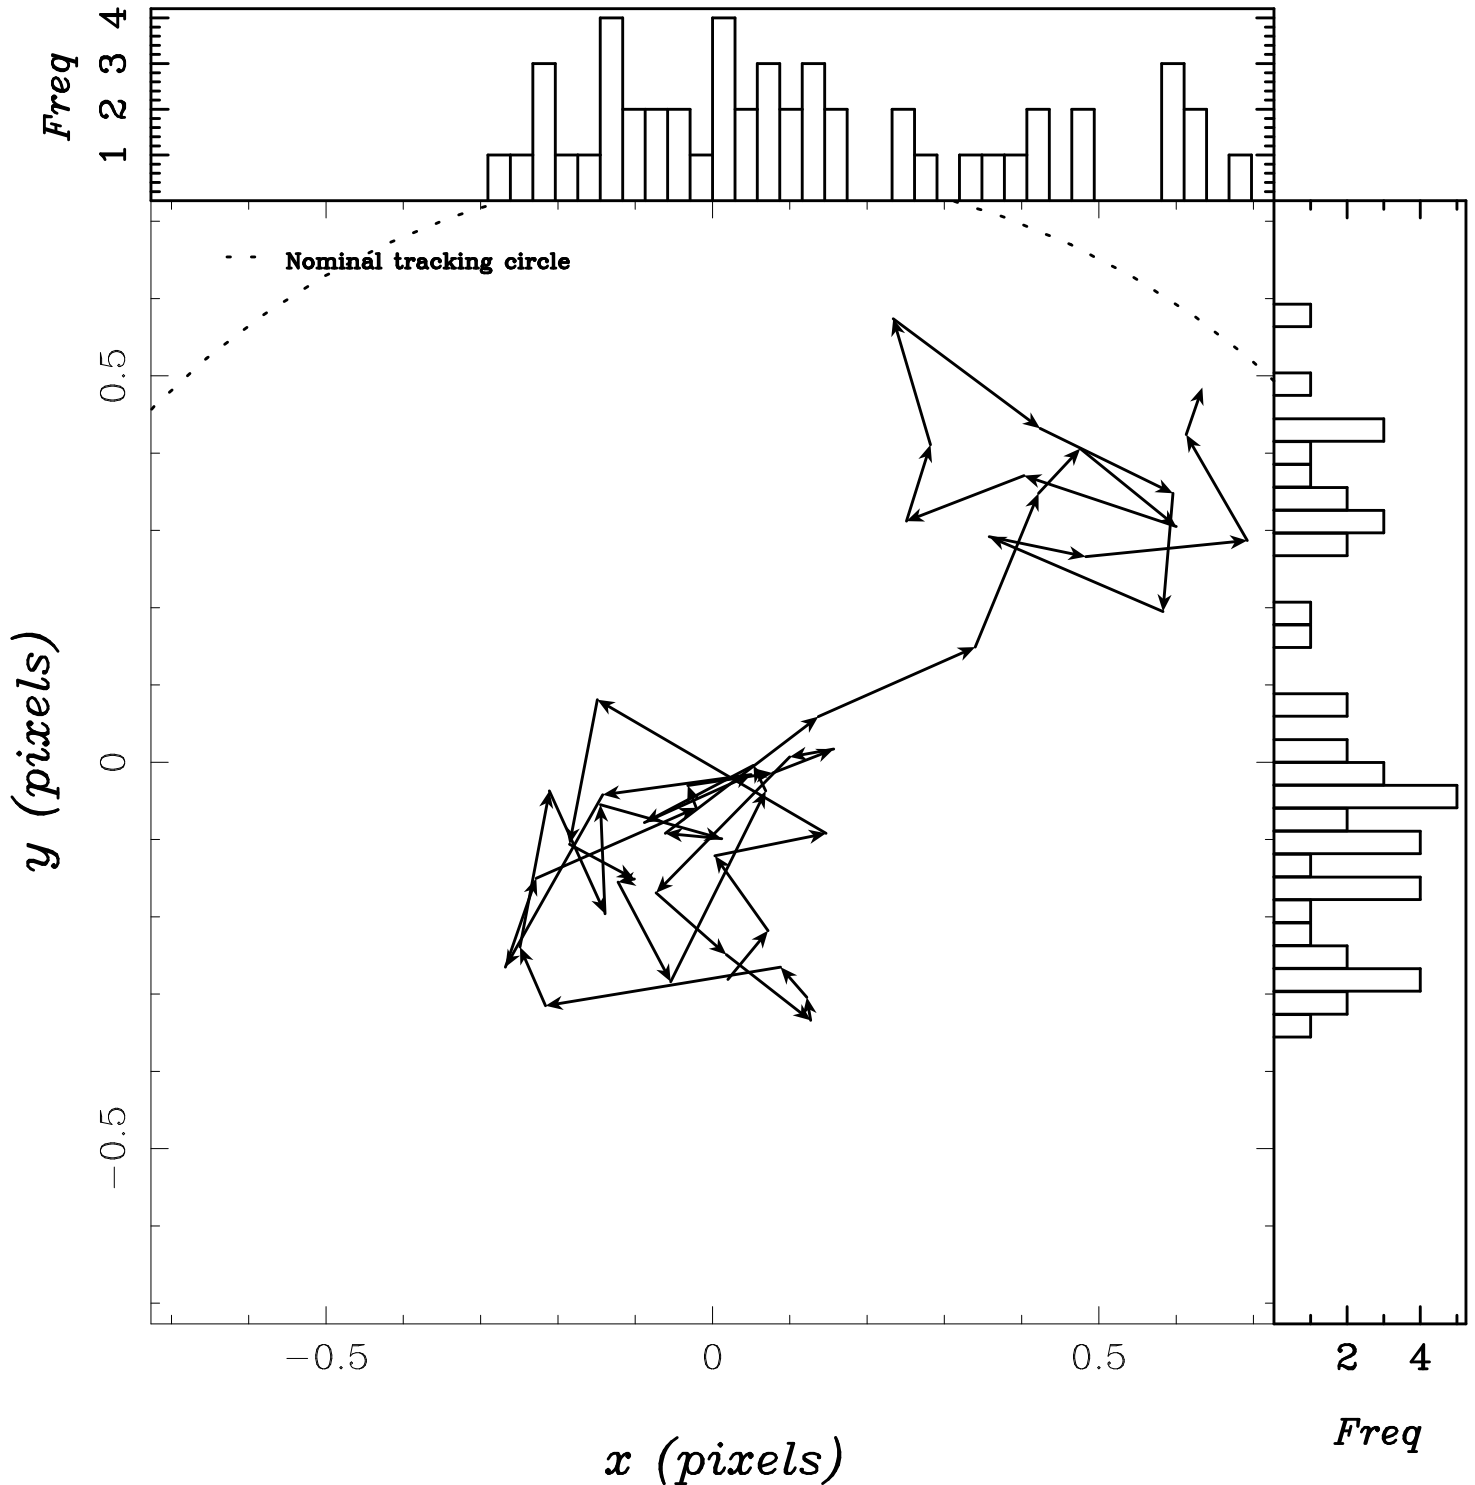 Freq
1 2 3 4
Nominal tracking circle
y (pixels)
0.5
0
−0.5
−0.5 0 0.5
x (pixels)
2 4
Freq